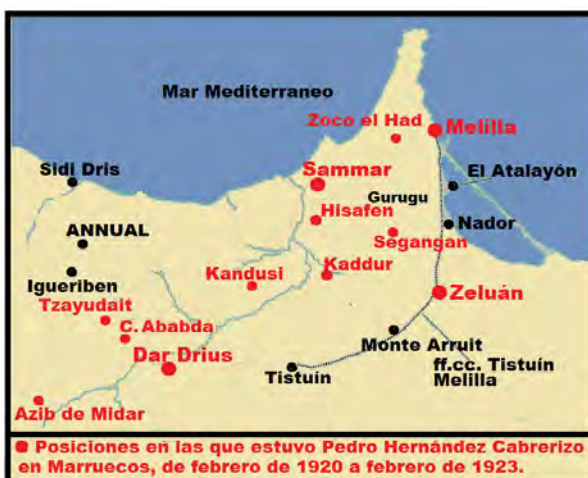 Mar Mediterraneo
Zoco el Had
Melilla
Sidi Dris
Sammar
El Atalayón
Gurugu
Hisafen
Nador
ANNUAL
Segangan
Igueriben
Kandusi
Kaddur
Tzayudait
Zeluán
C. Ababda
Monte Arruit
Dar Drius
Tistuín
ff.cc. Tistuín
Melilla
Azib de Midar
Posiciones en las que estuvo Pedro Hernández Cabrerizo
en Marruecos, de febrero de 1920 a febrero de 1923.